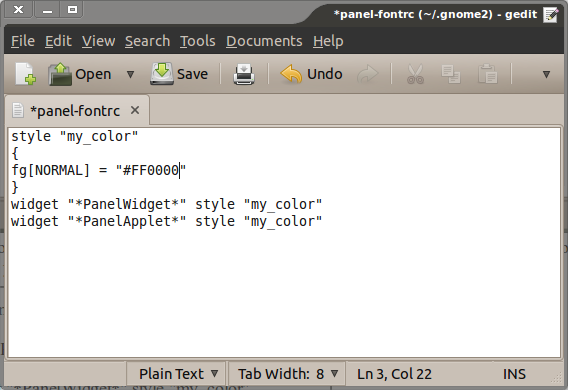 *panel-fontrc (~/.gnome2) - gedit
File Edit View Search Tools Documents Help
Open Save Undo
*panel-fontrc
style "my_color"
{
fg[NORMAL] = "#FF0000"
}
widget "*PanelWidget*" style "my_color"
widget "*PanelApplet*" style "my_color"
Plain Text Tab Width: 8 Ln 3, Col 22 INS